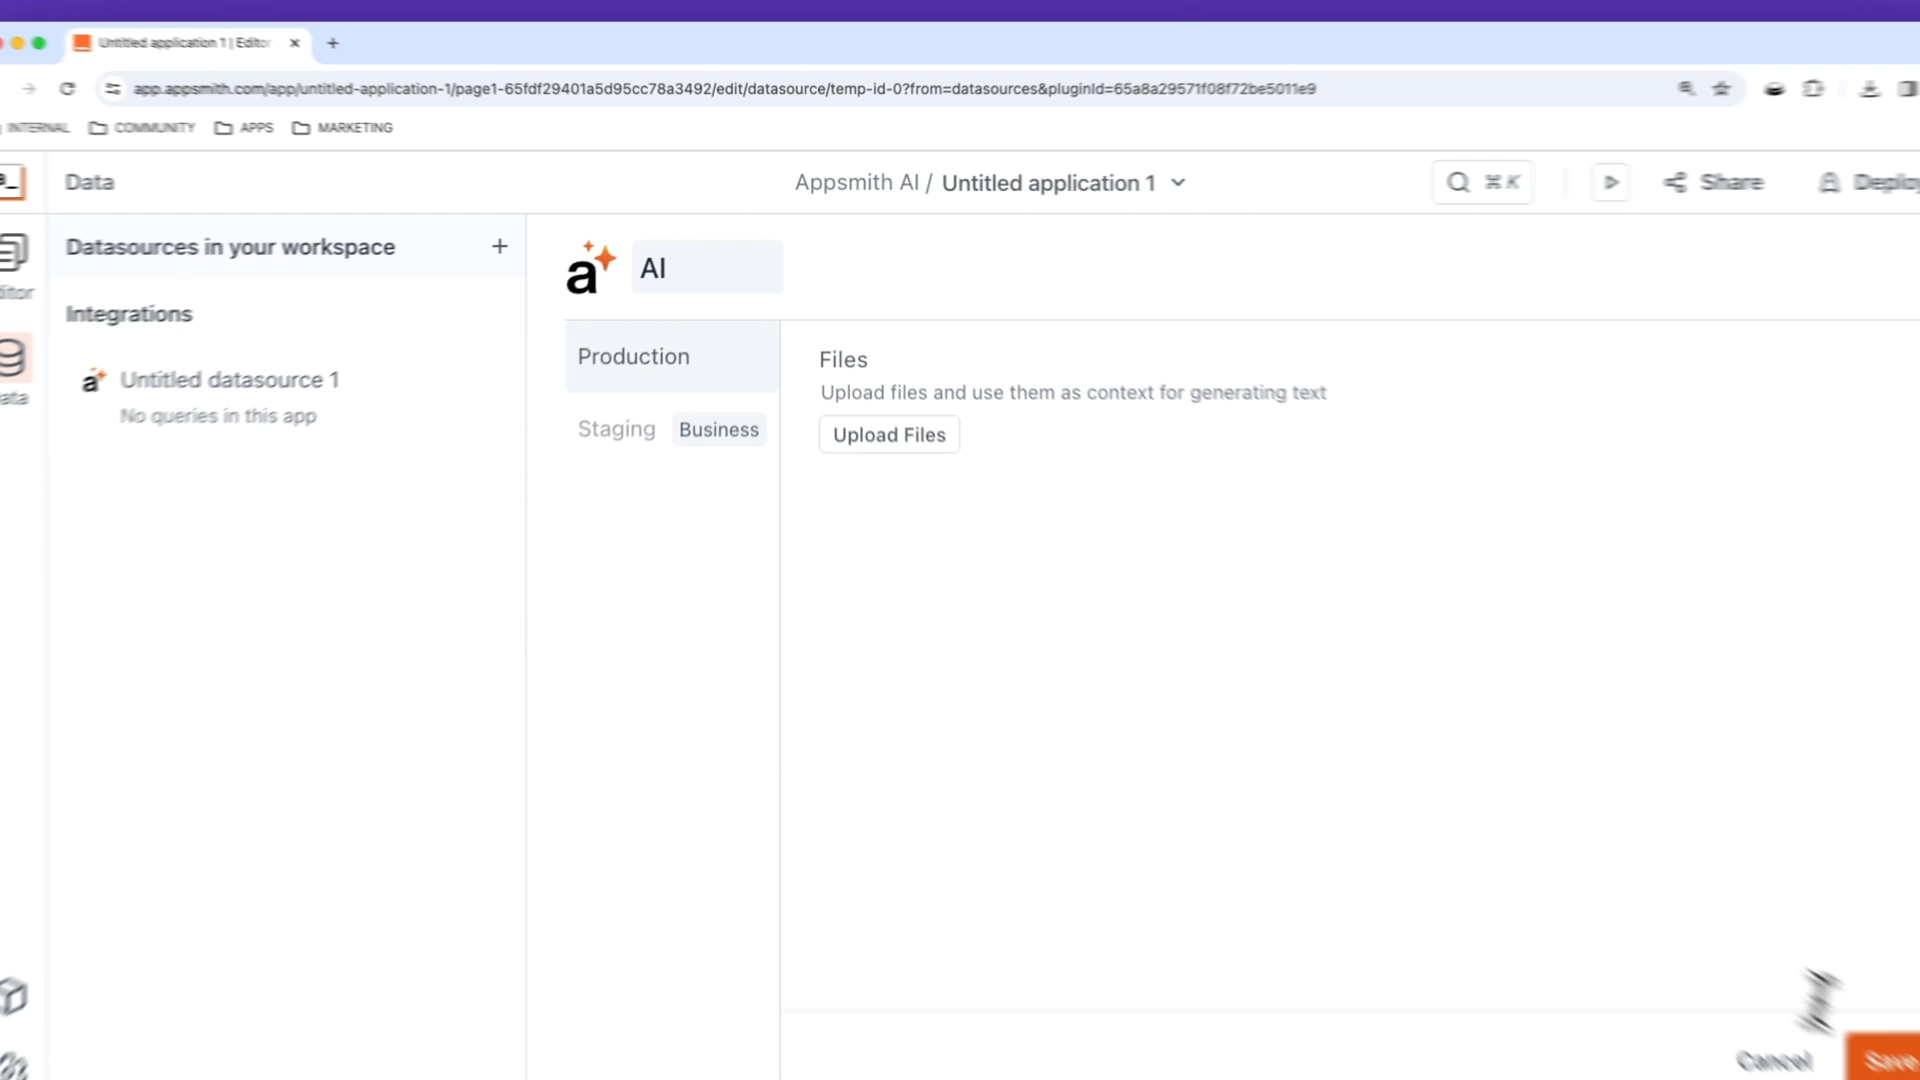 Untitled application 1 | Editor
app.appsmith.com/app/untitled-application-1/page1-65fdf29401a5d95cc78a3492/edit/datasource/temp-id-0?from=datasources&pluginId=65a8a29571f08f72be5011e9
INTERNAL COMMUNITY APPS MARKETING
Data
Appsmith AI / Untitled application 1
⌘ K
Share
Deploy
Datasources in your workspace +
a AI
Integrations
Untitled datasource 1
No queries in this app
Production
Staging Business
Files
Upload files and use them as context for generating text
Upload Files
Cancel
Save